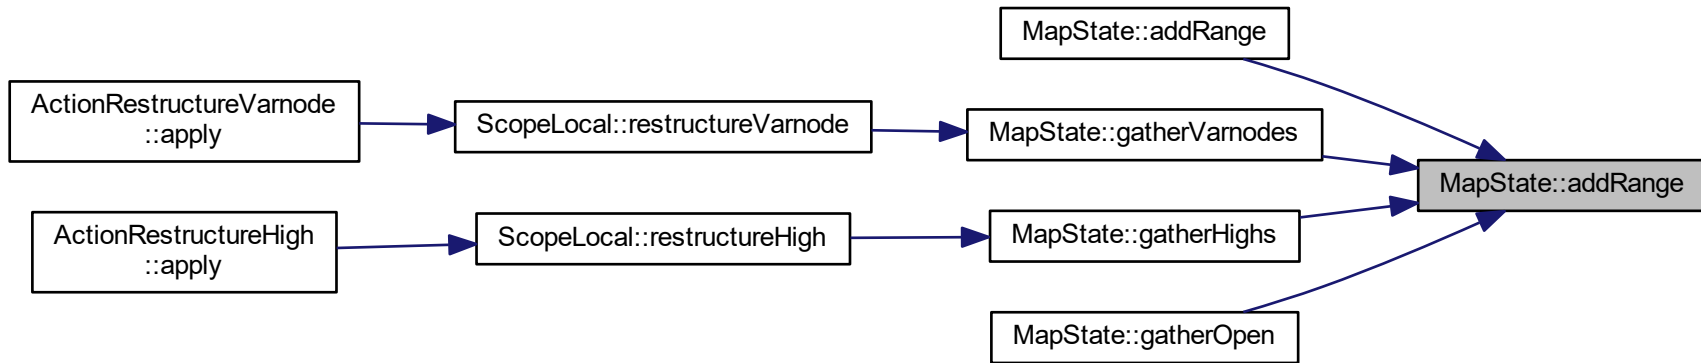 MapState::addRange
ActionRestructureVarnode
::apply
ScopeLocal::restructureVarnode
MapState::gatherVarnodes
MapState::addRange
ActionRestructureHigh
::apply
ScopeLocal::restructureHigh
MapState::gatherHighs
MapState::gatherOpen